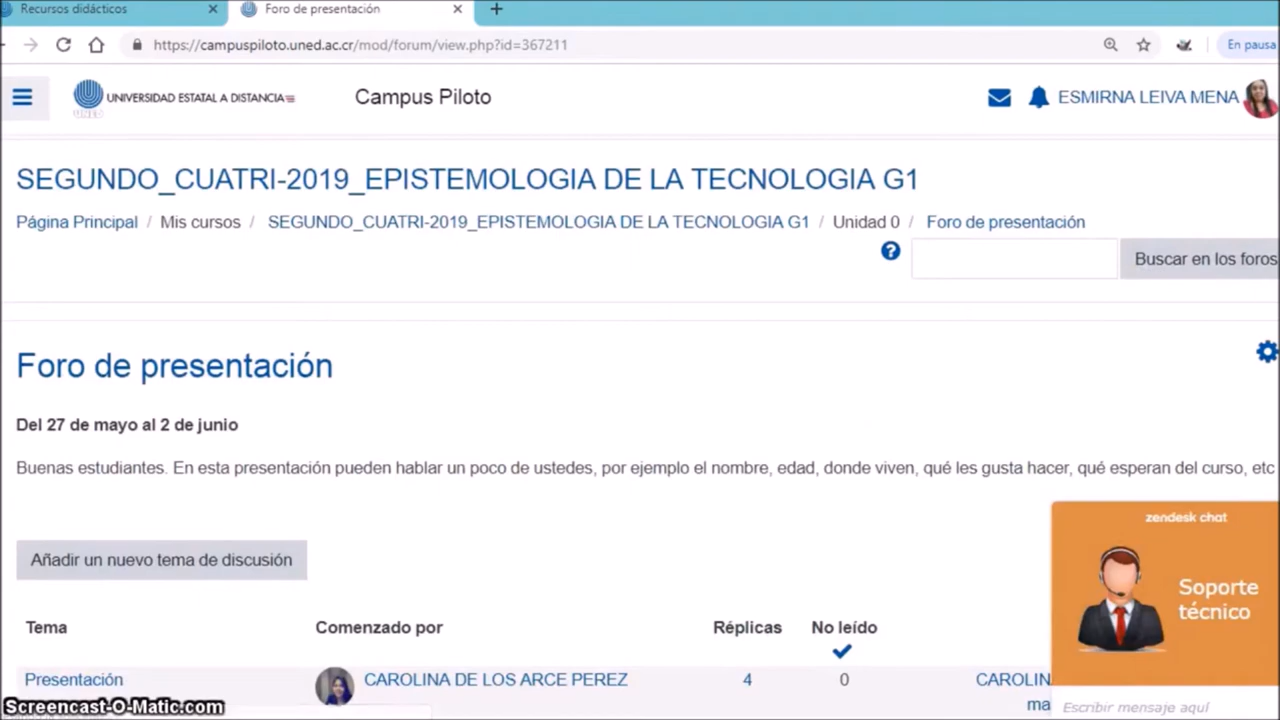 Recursos didácticos
Foro de presentación
https://campuspiloto.uned.ac.cr/mod/forum/view.php?id=367211
En pausa
UNED
UNIVERSIDAD ESTATAL A DISTANCIA
Campus Piloto
ESMIRNA LEIVA MENA
SEGUNDO_CUATRI-2019_EPISTEMOLOGIA DE LA TECNOLOGIA G1
Página Principal / Mis cursos / SEGUNDO_CUATRI-2019_EPISTEMOLOGIA DE LA TECNOLOGIA G1 / Unidad 0 / Foro de presentación
Buscar en los foros
Foro de presentación
Del 27 de mayo al 2 de junio
Buenas estudiantes. En esta presentación pueden hablar un poco de ustedes, por ejemplo el nombre, edad, donde viven, qué les gusta hacer, qué esperan del curso, etc
zendesk chat
Soporte
técnico
Añadir un nuevo tema de discusión
Tema Comenzado por Réplicas No leído
Presentación CAROLINA DE LOS ARCE PEREZ 4 0 CAROLIN
ma
Escribir mensaje aquí
Screencast-O-Matic.com